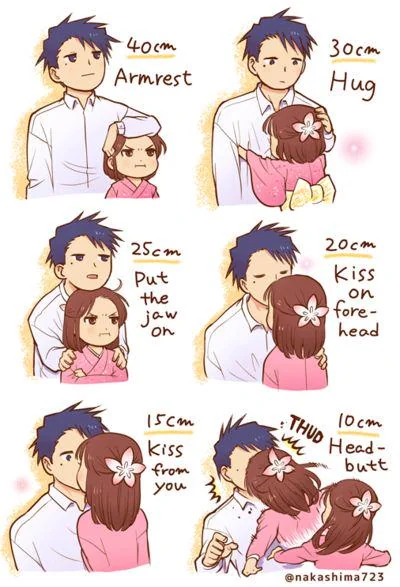 40cm
Armrest
30cm
Hug
25cm
Put
the
jaw
on
20cm
Kiss
on
fore-
head
15cm
Kiss
from
you
THUD
10cm
Head-
butt
@nakashima723